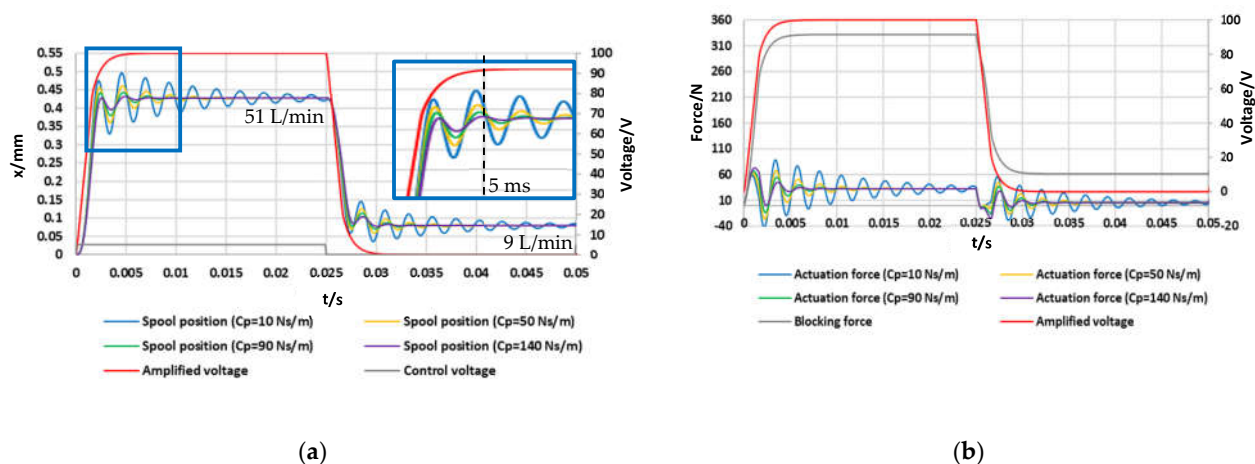 x/mm
0.55
0.5
0.45
0.4
0.35
0.3
0.25
0.2
0.15
0.1
0.05
0
51 L/min
5 ms
9 L/min
100
90
80
70
60
50
40
30
20
10
0
Voltage/V
0 0.005 0.01 0.015 0.02 0.025 0.03 0.035 0.04 0.045 0.05
t/s
Spool position (Cp=10 Ns/m) Spool position (Cp=50 Ns/m)
Spool position (Cp=90 Ns/m) Spool position (Cp=140 Ns/m)
Amplified voltage Control voltage
(a)
Force/N
360
310
260
210
160
110
60
10
-40
100
80
60
40
20
0
-20
Voltage/V
0 0.005 0.01 0.015 0.02 0.025 0.03 0.035 0.04 0.045 0.05
t/s
Actuation force (Cp=10 Ns/m) Actuation force (Cp=50 Ns/m)
Actuation force (Cp=90 Ns/m) Actuation force (Cp=140 Ns/m)
Blocking force Amplified voltage
(b)